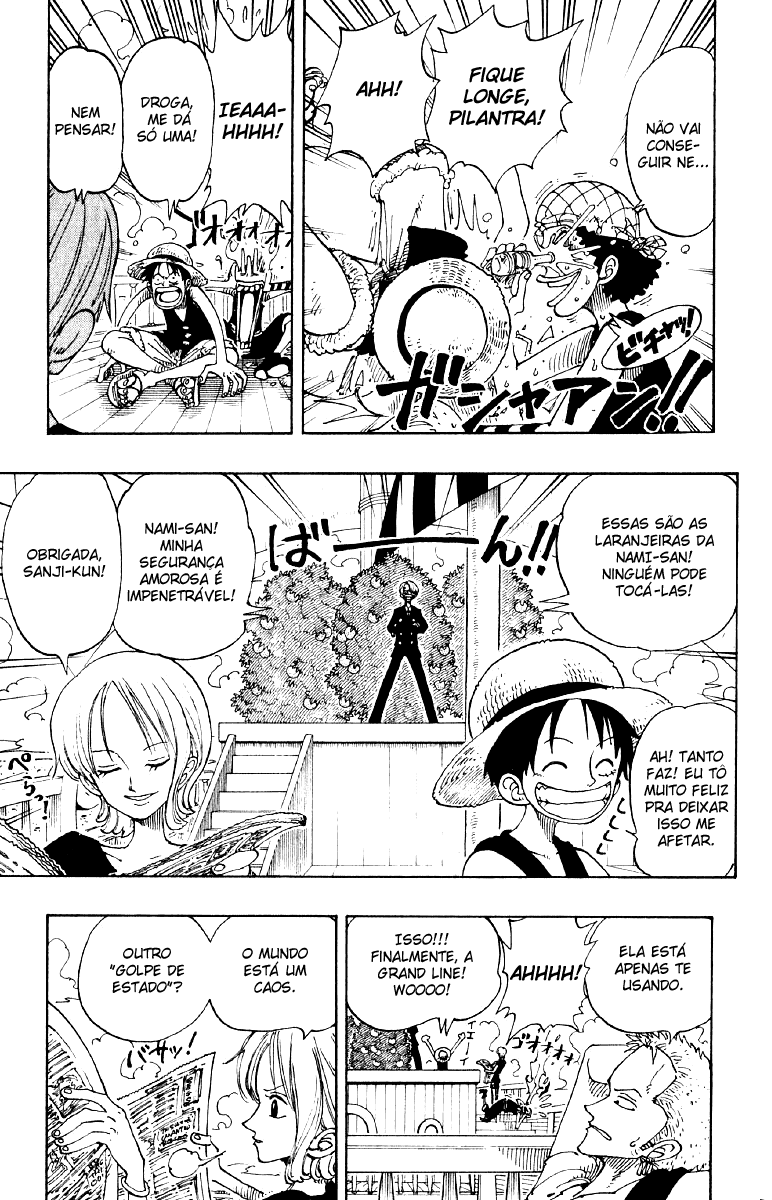 NÃO VAI
CONSE-
GUIR NE...
FIQUE
LONGE,
PILANTRA!
AHH!
ビチャッ!
ガシャアァン!!
IEAAA-
HHHH!
DROGA,
ME DÁ
SÓ UMA!
NEM
PENSAR!
ゴオオオオ
ESSAS SÃO AS
LARANJEIRAS DA
NAMI-SAN!
NINGUÉM PODE
TOCÁ-LAS!
ばーん!!
NAMI-SAN!
MINHA
SEGURANÇA
AMOROSA É
IMPENETRÁVEL!
OBRIGADA,
SANJI-KUN!
ぺらっ!
AH! TANTO
FAZ! EU TÔ
MUITO FELIZ
PRA DEIXAR
ISSO ME
AFETAR.
ELA ESTÁ
APENAS TE
USANDO.
AHHHH!
ISSO!!!
FINALMENTE, A
GRAND LINE!
WOOOO!
ゴオオオオ
O MUNDO
ESTÁ UM
CAOS.
OUTRO
"GOLPE DE
ESTADO"?
バサッ!